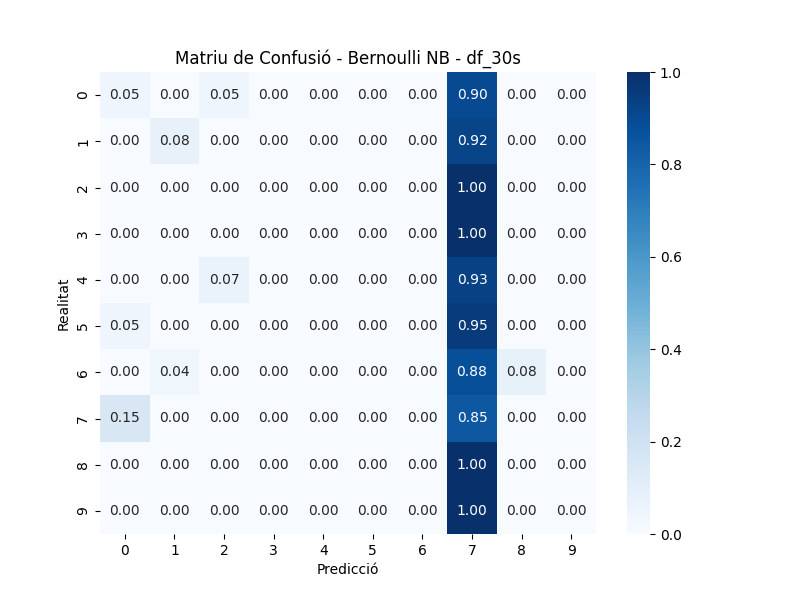 Matriu de Confusió - Bernoulli NB - df_30s
0 0.05 0.00 0.05 0.00 0.00 0.00 0.00 0.90 0.00 0.00
1 0.00 0.08 0.00 0.00 0.00 0.00 0.00 0.92 0.00 0.00
2 0.00 0.00 0.00 0.00 0.00 0.00 0.00 1.00 0.00 0.00
3 0.00 0.00 0.00 0.00 0.00 0.00 0.00 1.00 0.00 0.00
4 0.00 0.00 0.07 0.00 0.00 0.00 0.00 0.93 0.00 0.00
5 0.05 0.00 0.00 0.00 0.00 0.00 0.00 0.95 0.00 0.00
6 0.00 0.04 0.00 0.00 0.00 0.00 0.00 0.88 0.08 0.00
7 0.15 0.00 0.00 0.00 0.00 0.00 0.00 0.85 0.00 0.00
8 0.00 0.00 0.00 0.00 0.00 0.00 0.00 1.00 0.00 0.00
9 0.00 0.00 0.00 0.00 0.00 0.00 0.00 1.00 0.00 0.00
0 1 2 3 4 5 6 7 8 9
Predicció
Realitat
1.0
0.8
0.6
0.4
0.2
0.0